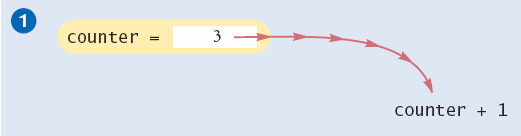 1
counter = 3
counter + 1